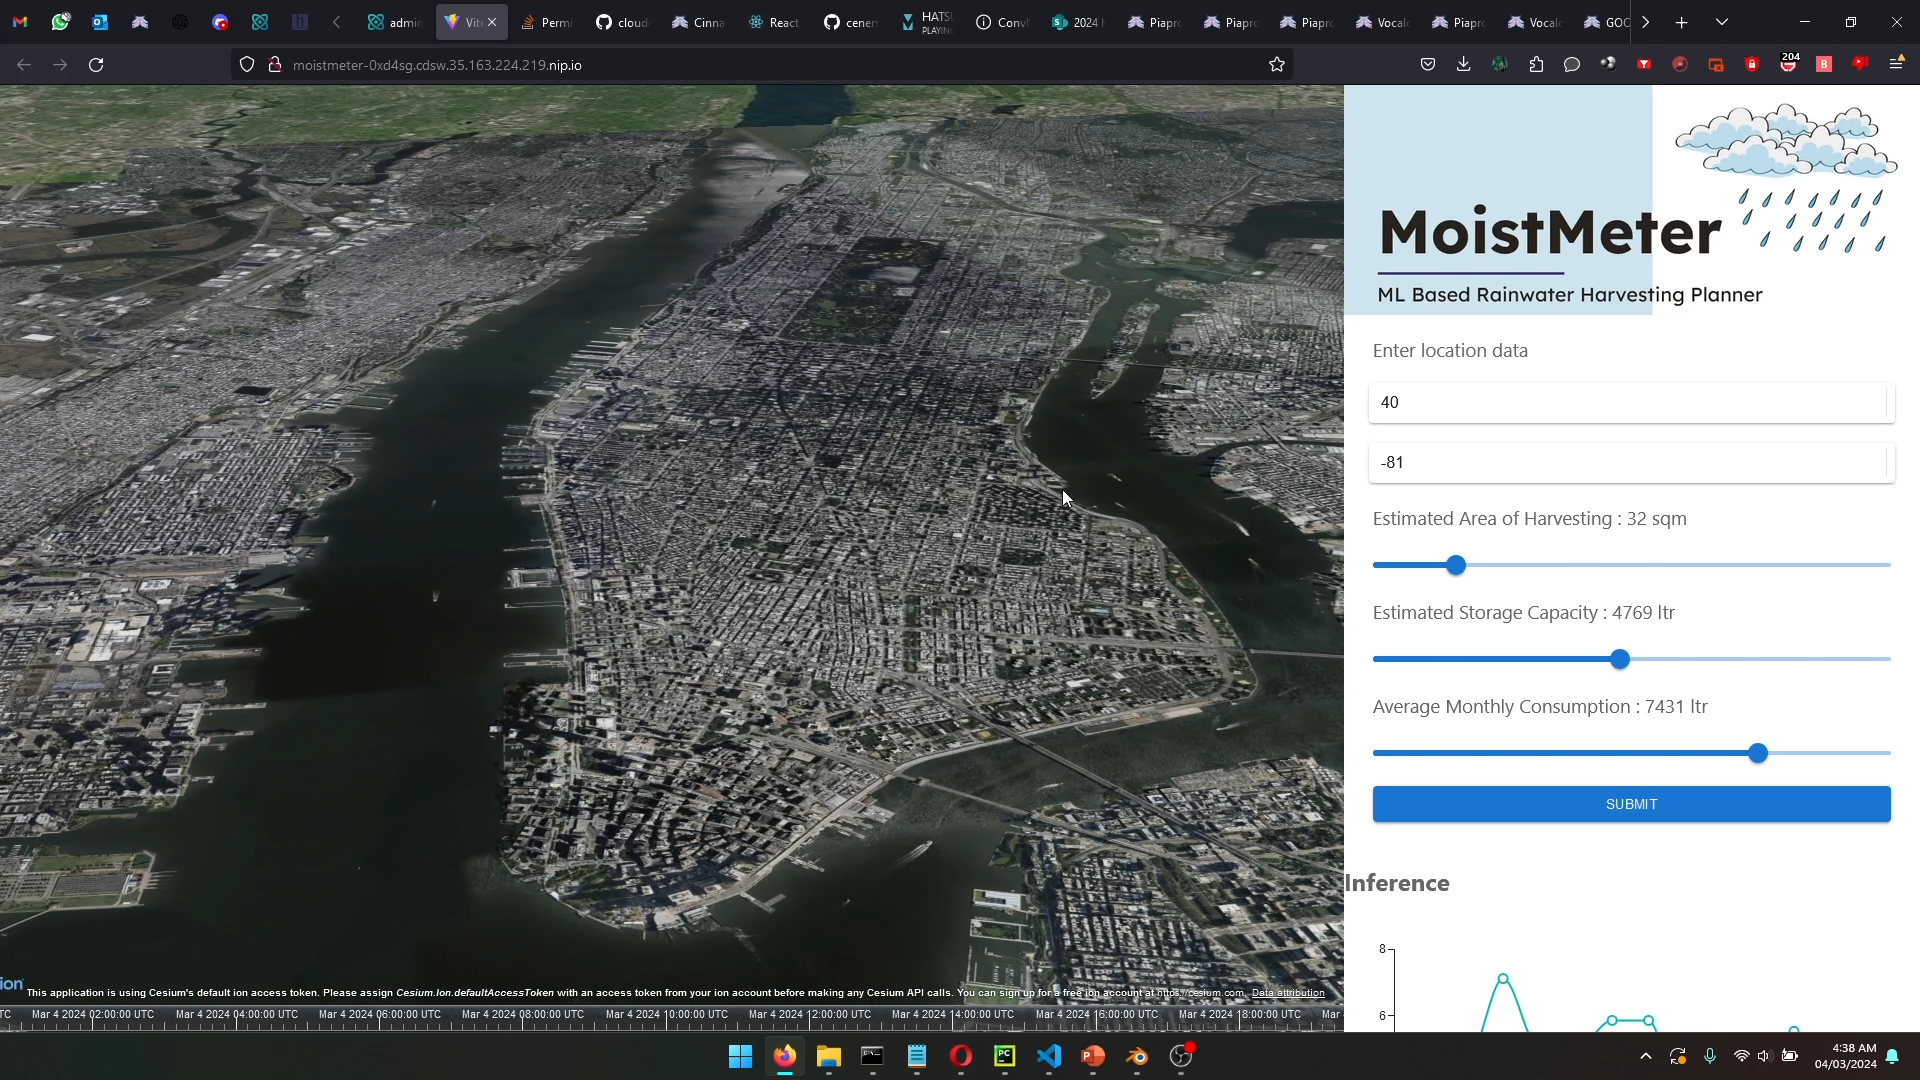 admin
Vite
Permi
cloud
Cinna
React
cenen
HATSU
PLAYING
Convi
2024 H
Piapro
Piapro
Piapro
Vocalo
Piapro
Vocalo
GOO
moistmeter-0xd4sg.cdsw.35.163.224.219.nip.io
204
MoistMeter
ML Based Rainwater Harvesting Planner
Enter location data
40
-81
Estimated Area of Harvesting : 32 sqm
Estimated Storage Capacity : 4769 ltr
Average Monthly Consumption : 7431 ltr
SUBMIT
Inference
8
6
ion
This application is using Cesium's default ion access token. Please assign Cesium.Ion.defaultAccessToken with an access token from your ion account before making any Cesium API calls. You can sign up for a free ion account at https://cesium.com. Data attribution
TC Mar 4 2024 02:00:00 UTC Mar 4 2024 04:00:00 UTC Mar 4 2024 06:00:00 UTC Mar 4 2024 08:00:00 UTC Mar 4 2024 10:00:00 UTC Mar 4 2024 12:00:00 UTC Mar 4 2024 14:00:00 UTC Mar 4 2024 16:00:00 UTC Mar 4 2024 18:00:00 UTC Mar
4:38 AM
04/03/2024